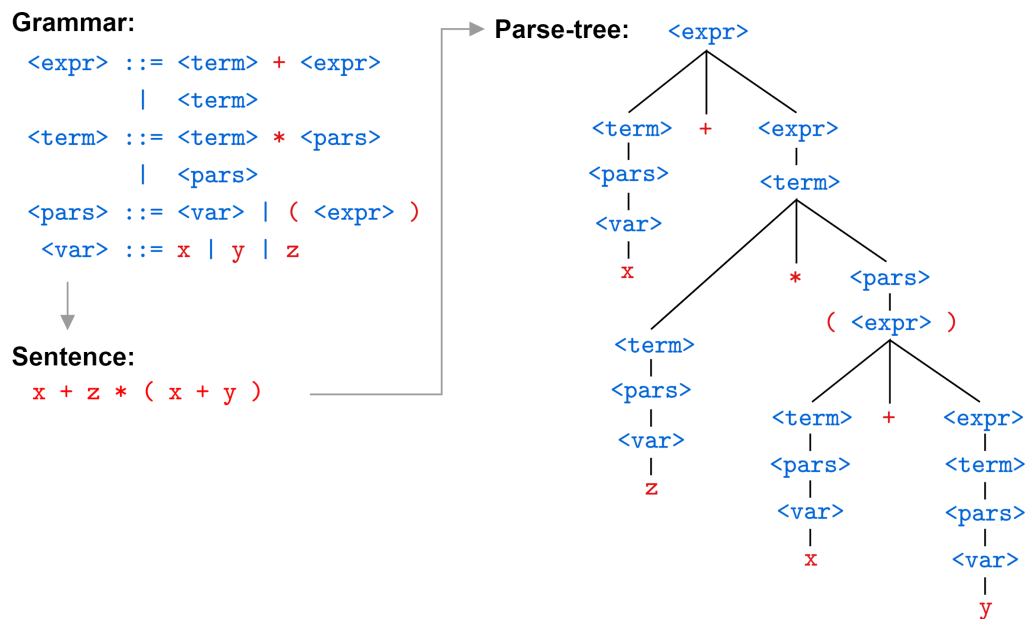 Grammar:
<expr> ::= <term> + <expr>
| <term>
<term> ::= <term> * <pars>
| <pars>
<pars> ::= <var> | ( <expr> )
<var> ::= x | y | z
Sentence:
x + z * ( x + y )
Parse-tree:
<expr>
<term> + <expr>
<pars>
<term>
<var>
x
* <pars>
( <expr> )
<term>
<pars>
<var>
z
<term> + <expr>
<pars> <term>
<var> <pars>
x <var>
y